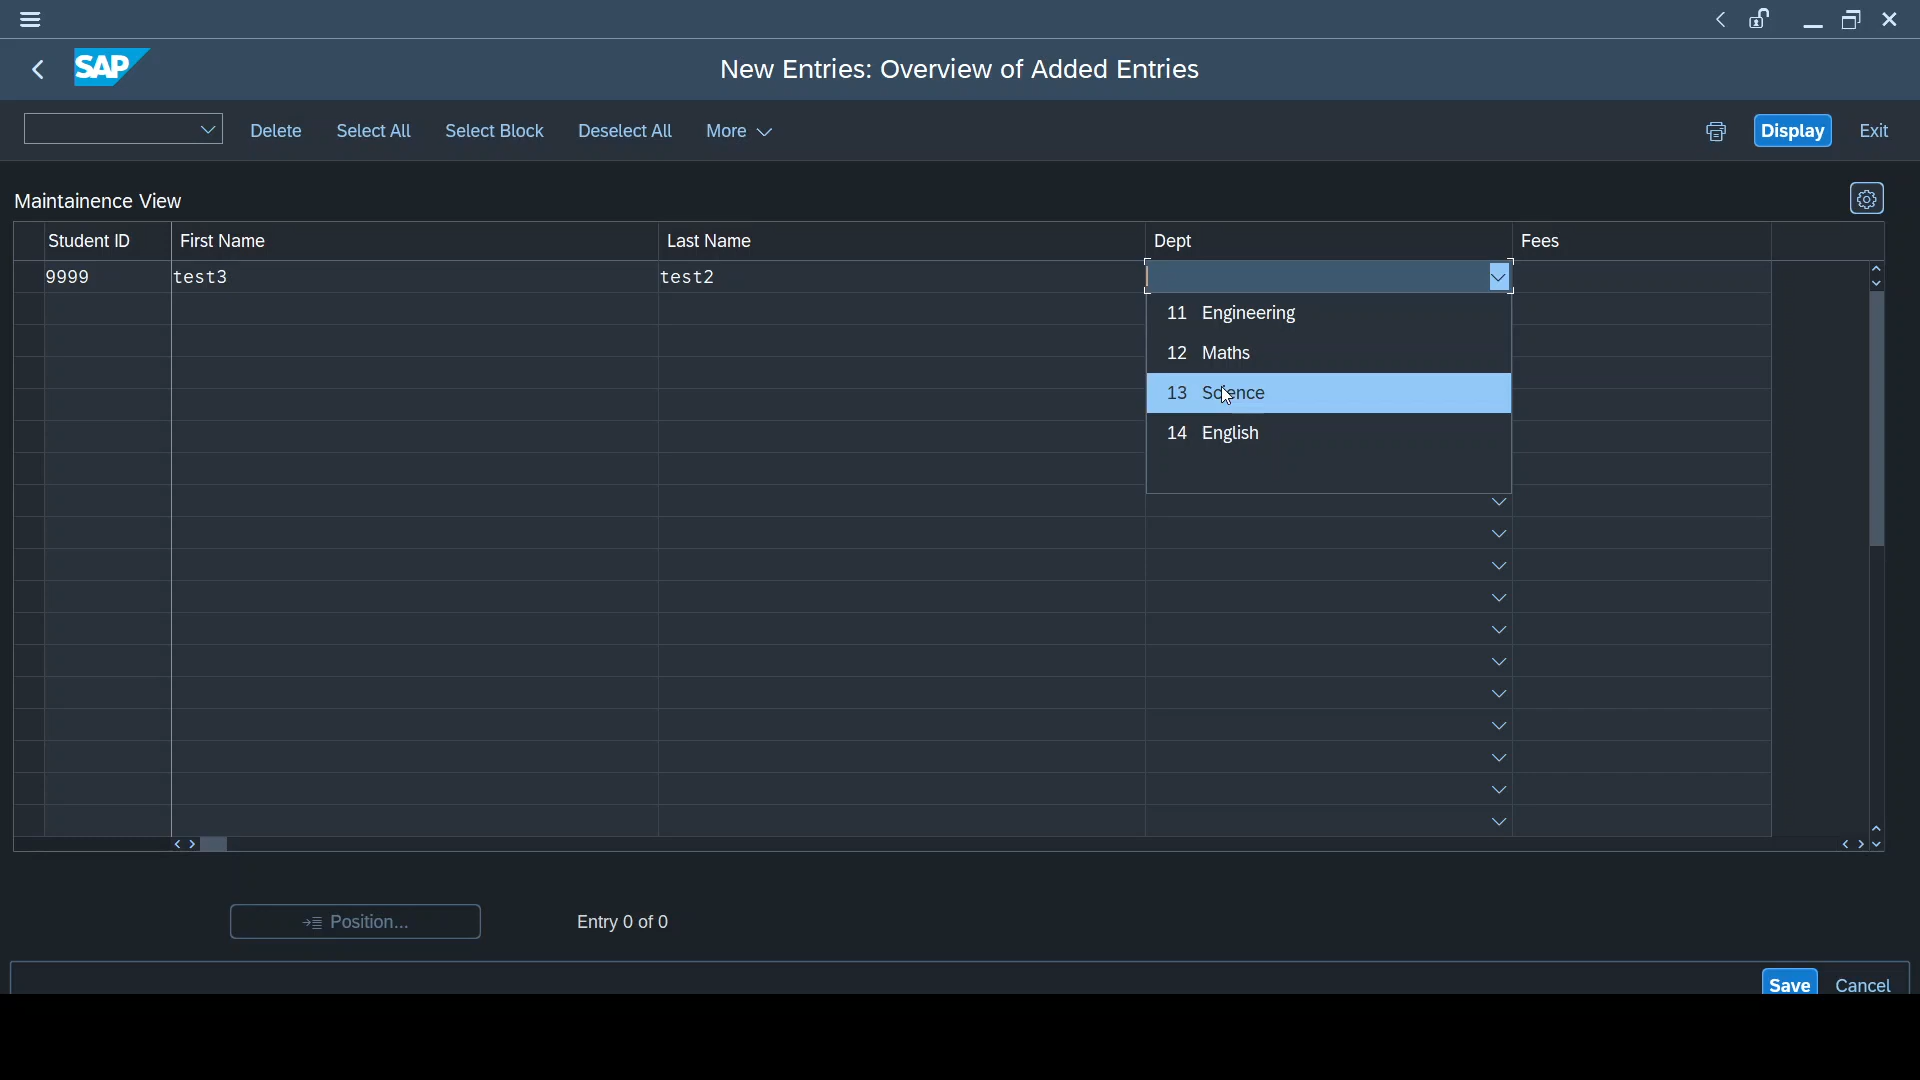 SAP
New Entries: Overview of Added Entries
Delete Select All Select Block Deselect All More Display Exit
Maintainence View
Student ID First Name Last Name Dept Fees
9999 test3 test2
11 Engineering
12 Maths
13 Science
14 English
Position... Entry 0 of 0
Save Cancel